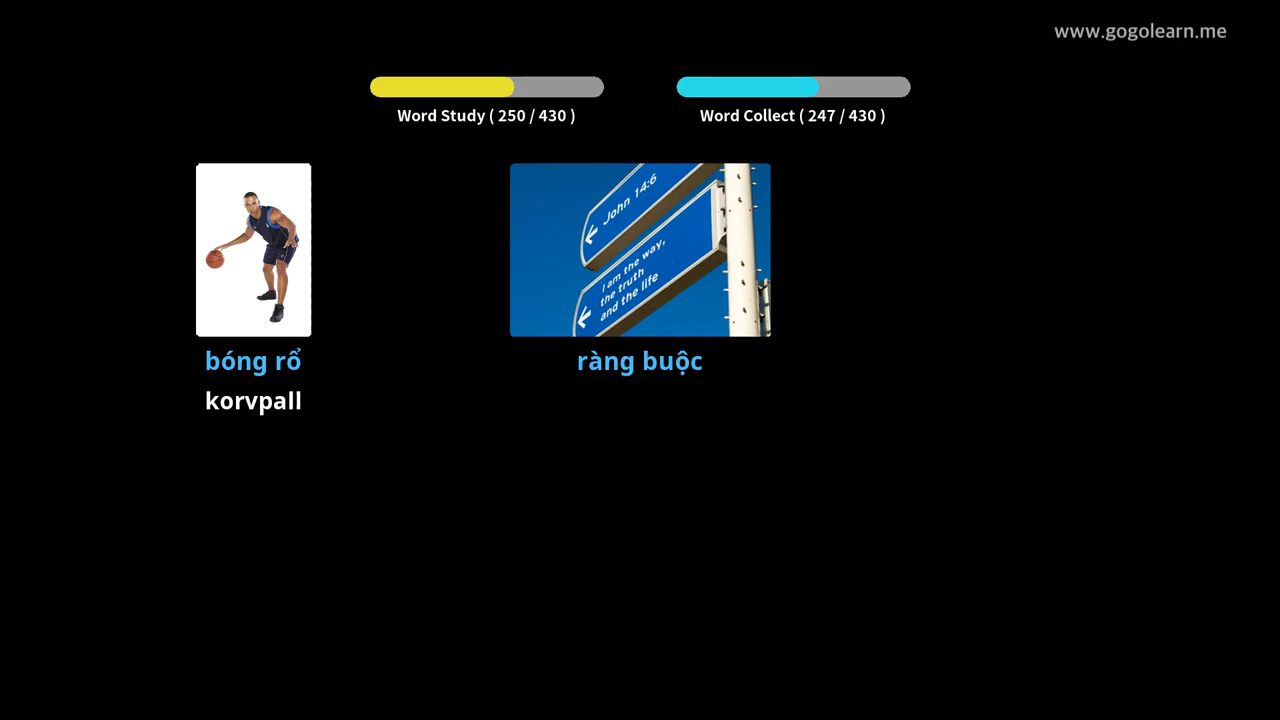 www.gogolearn.me
Word Study ( 250 / 430 )
Word Collect ( 247 / 430 )
John 14:6
I am the way,
the truth
and the life
bóng rổ
ràng buộc
korvpall